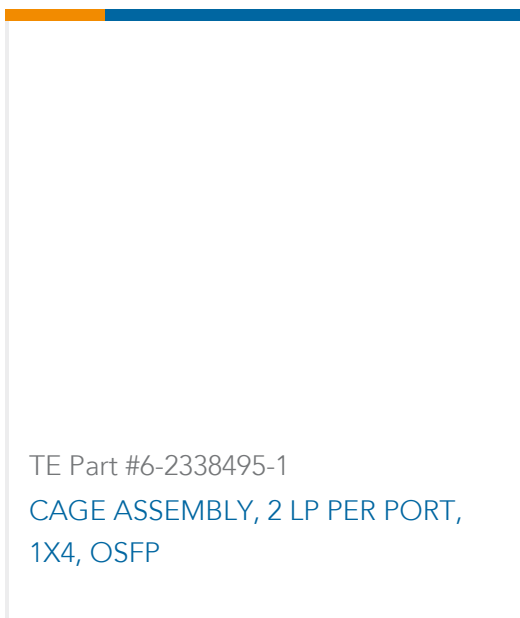 TE Part #6-2338495-1
CAGE ASSEMBLY, 2 LP PER PORT,
1X4, OSFP